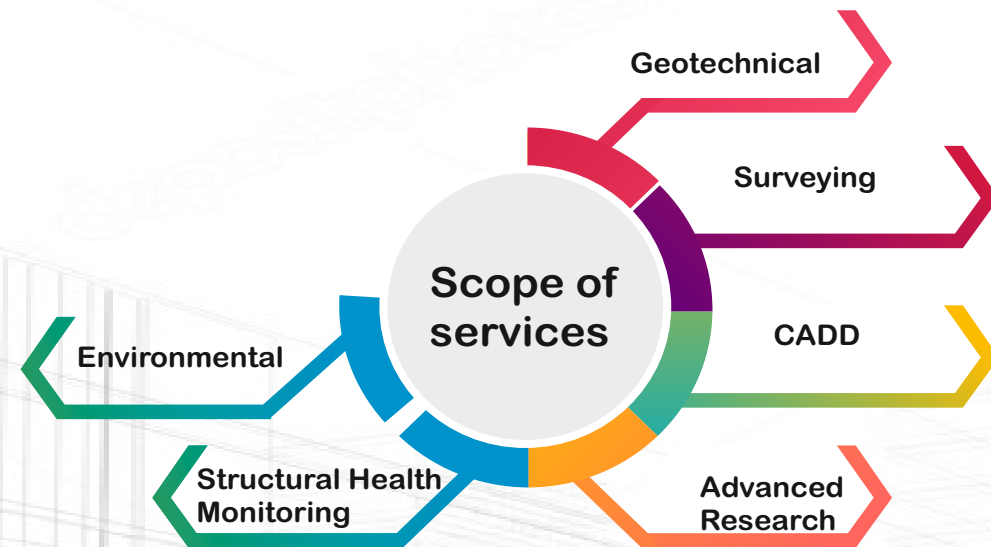 Geotechnical
Surveying
Scope of
services
CADD
Environmental
Structural Health
Monitoring
Advanced
Research